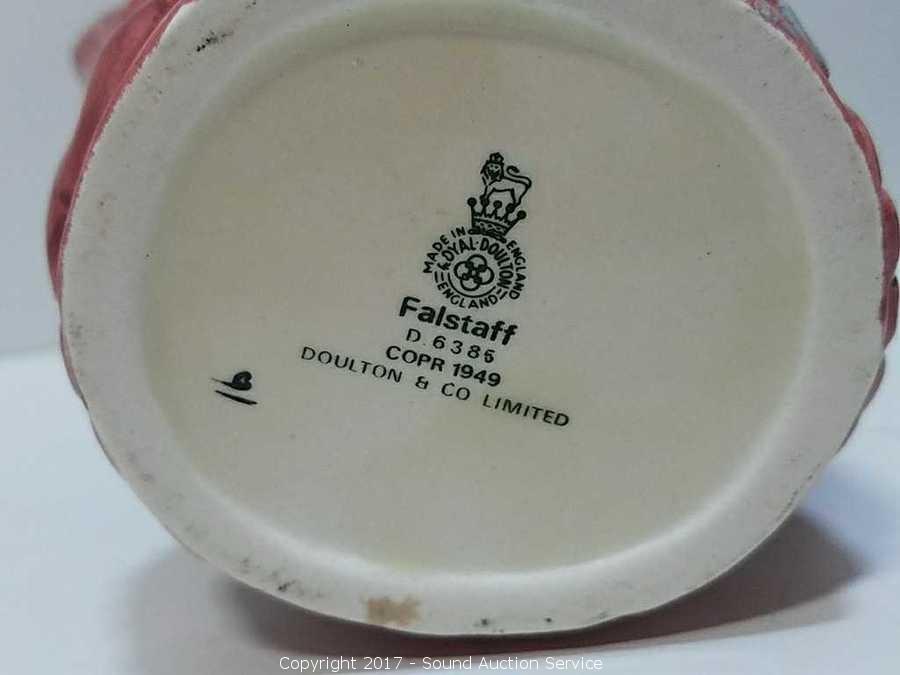 MADE IN ENGLAND
ROYAL·DOULTON
ENGLAND
Falstaff
D. 6385
COPR 1949
DOULTON & CO LIMITED
Copyright 2017 - Sound Auction Service